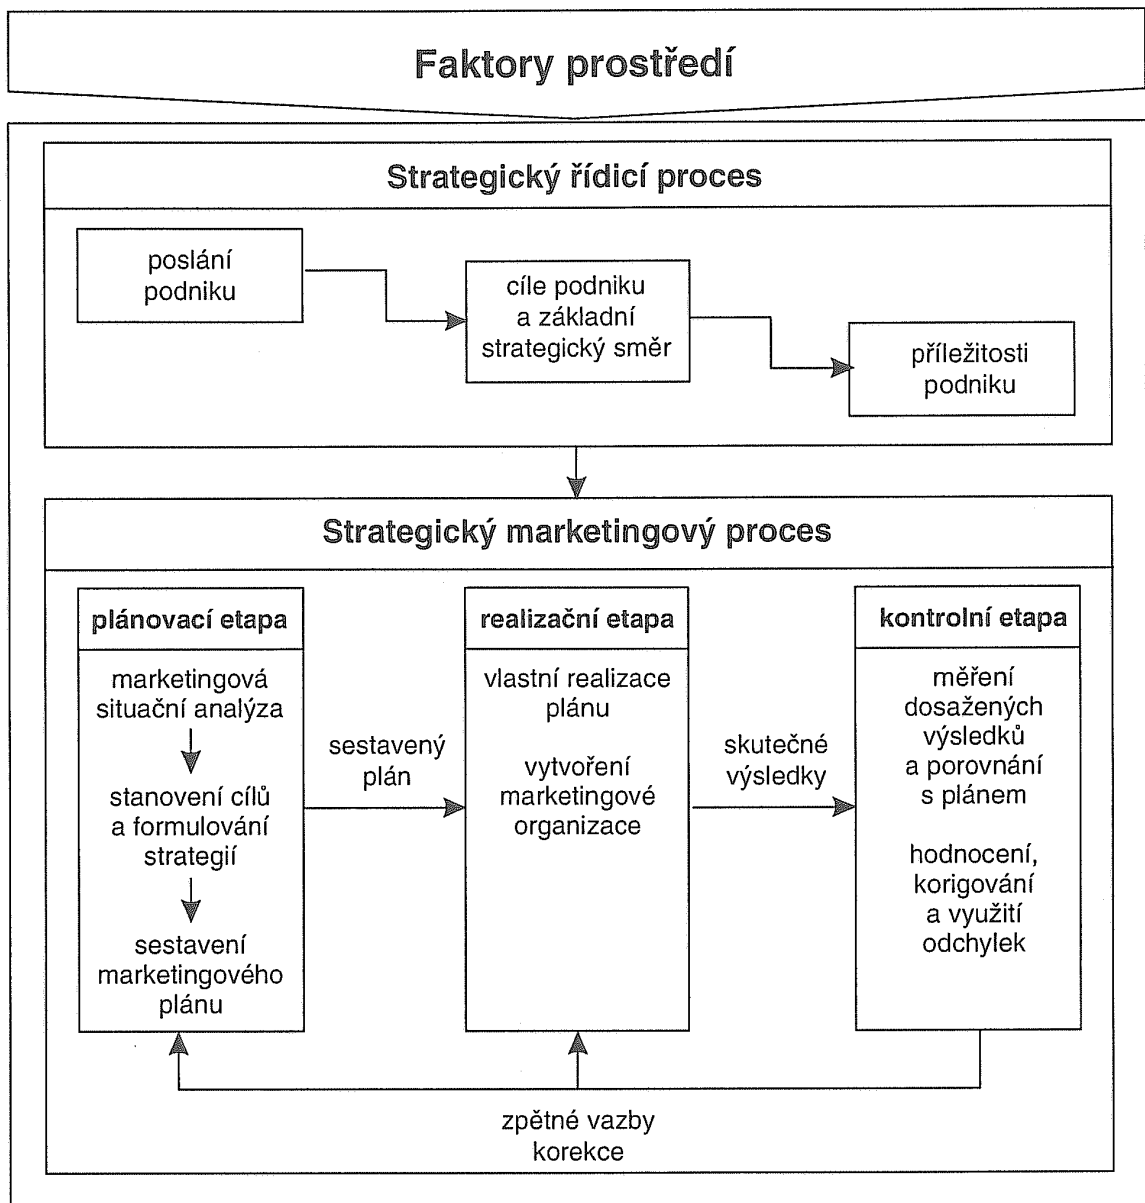 Faktory prostředí
Strategický řídicí proces
poslání
podniku
cíle podniku
a základní
strategický směr
příležitosti
podniku
Strategický marketingový proces
plánovací etapa
marketingová
situační analýza
stanovení cílů
a formulování
strategií
sestavení
marketingového
plánu
sestavený
plán
realizační etapa
vlastní realizace
plánu
vytvoření
marketingové
organizace
skutečné
výsledky
kontrolní etapa
měření
dosažených
výsledků
a porovnání
s plánem
hodnocení,
korigování
a využití
odchylek
zpětné vazby
korekce